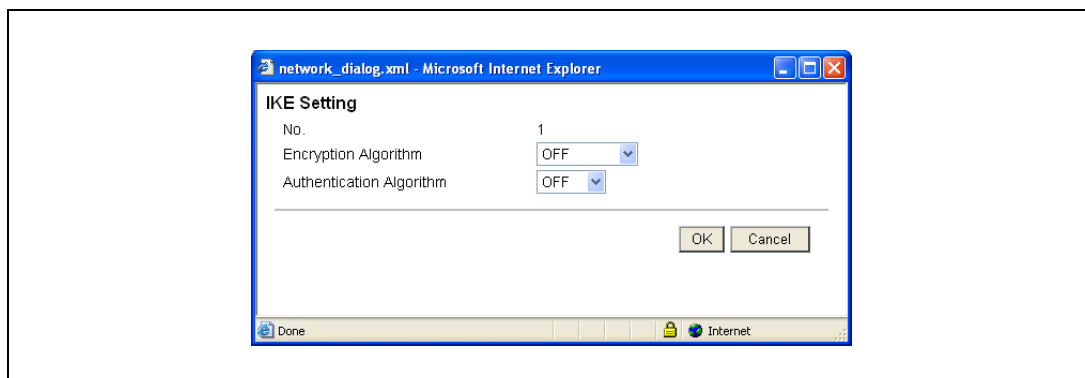 network_dialog.xml - Microsoft Internet Explorer
IKE Setting
No. 1
Encryption Algorithm OFF
Authentication Algorithm OFF
OK Cancel
Done Internet